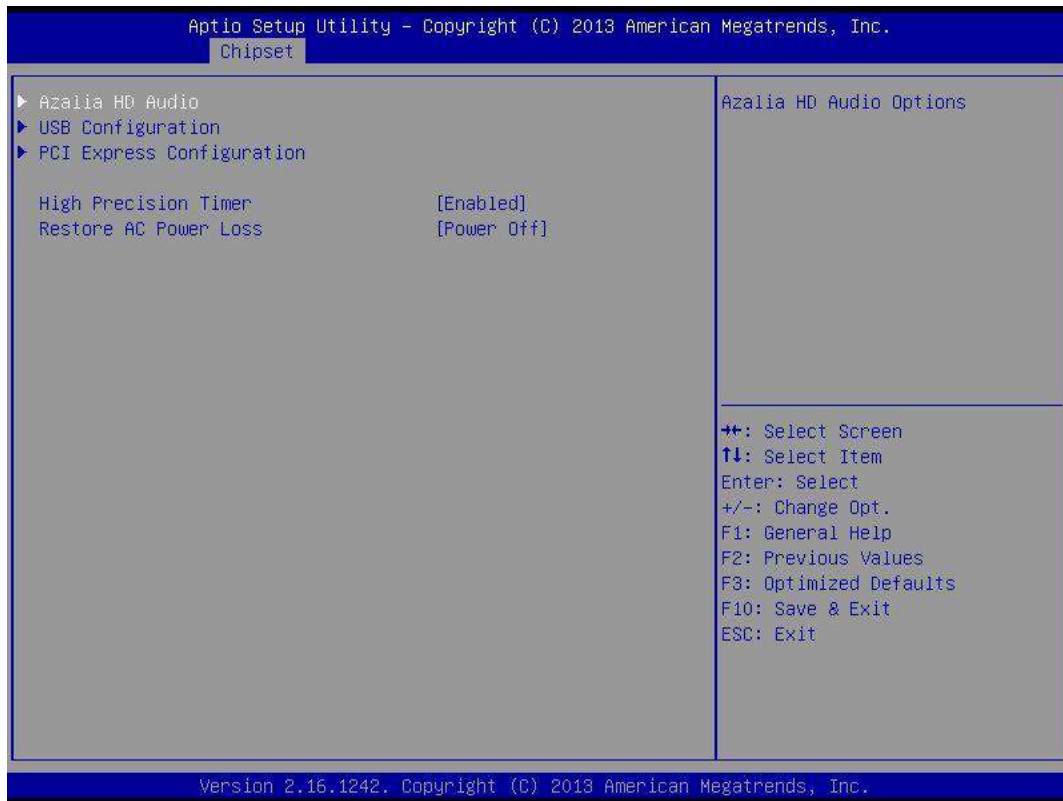 Aptio Setup Utility – Copyright (C) 2013 American Megatrends, Inc.
Chipset
► Azalia HD Audio
► USB Configuration
► PCI Express Configuration
High Precision Timer [Enabled]
Restore AC Power Loss [Power Off]
Azalia HD Audio Options
→←: Select Screen
↑↓: Select Item
Enter: Select
+/-: Change Opt.
F1: General Help
F2: Previous Values
F3: Optimized Defaults
F10: Save & Exit
ESC: Exit
Version 2.16.1242. Copyright (C) 2013 American Megatrends, Inc.